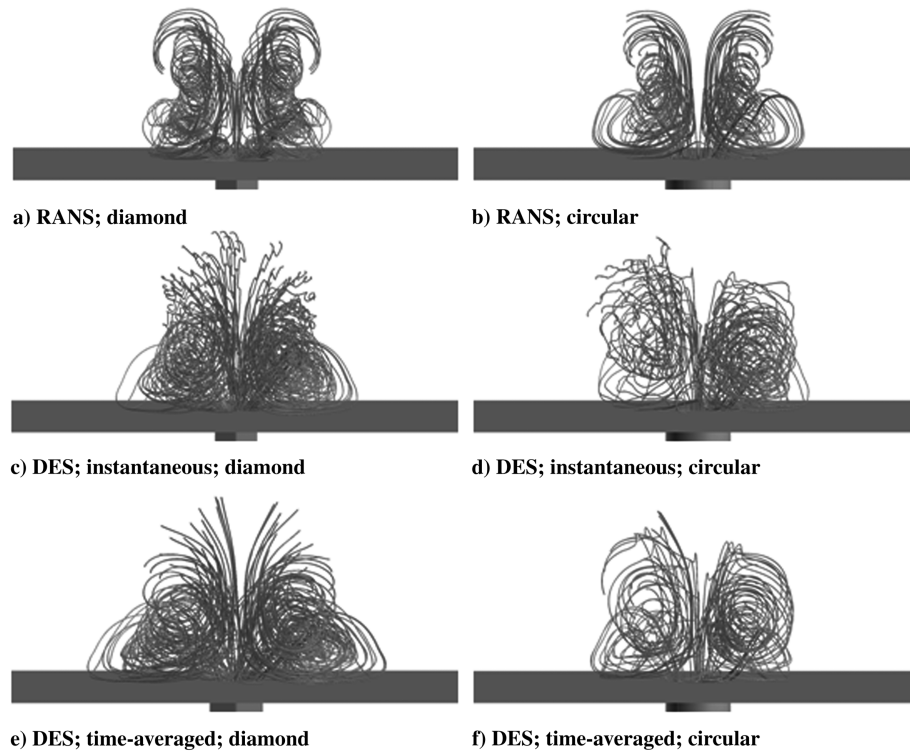 a) RANS; diamond
b) RANS; circular
c) DES; instantaneous; diamond
d) DES; instantaneous; circular
e) DES; time-averaged; diamond
f) DES; time-averaged; circular